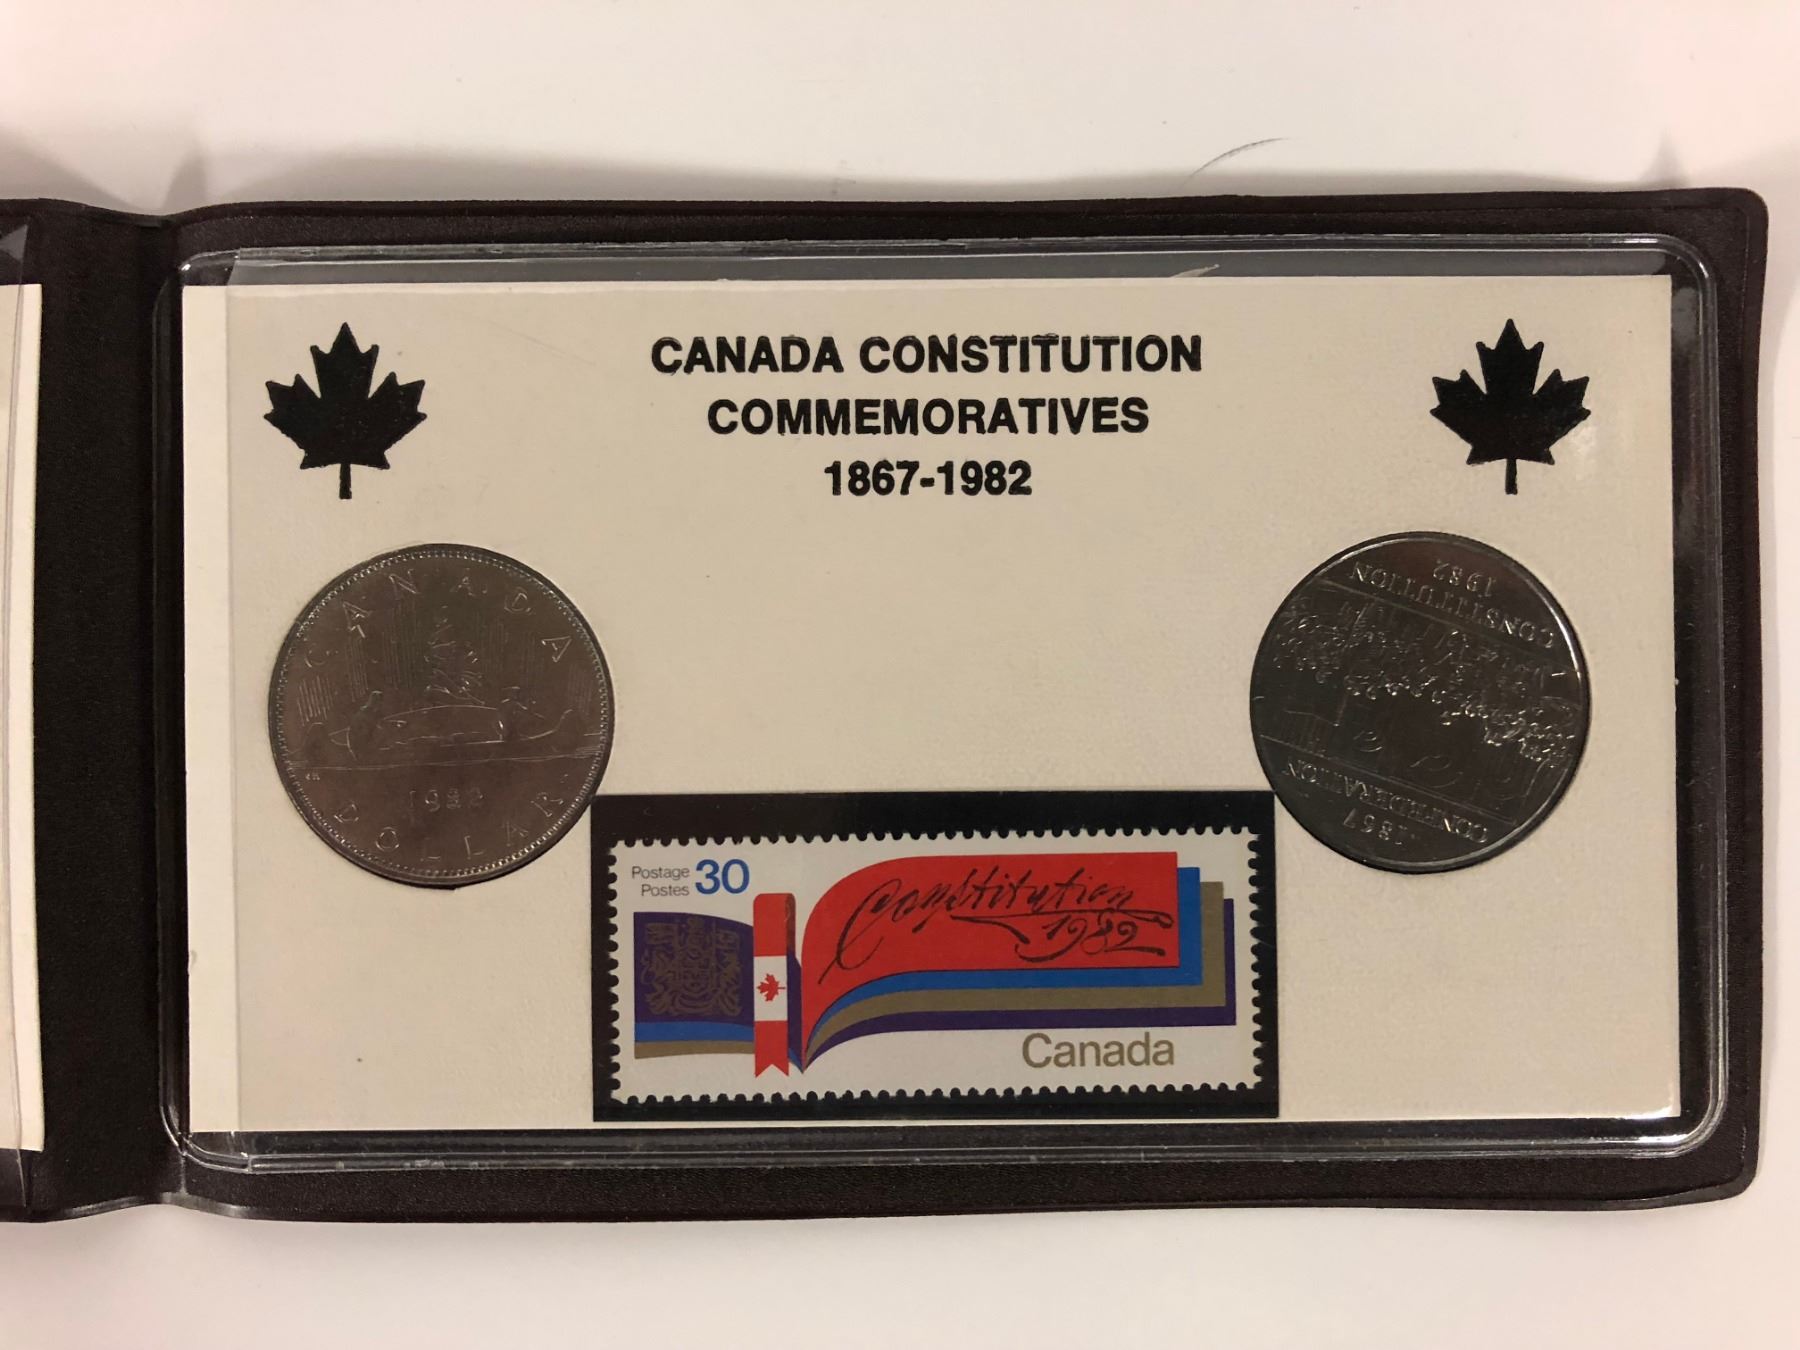 CANADA CONSTITUTION
COMMEMORATIVES
1867-1982
CANADA
1982
DOLLAR
CONSTITUTION
1982
CONFEDERATION
1867
Postage 30
Postes
Constitution
1982
Canada